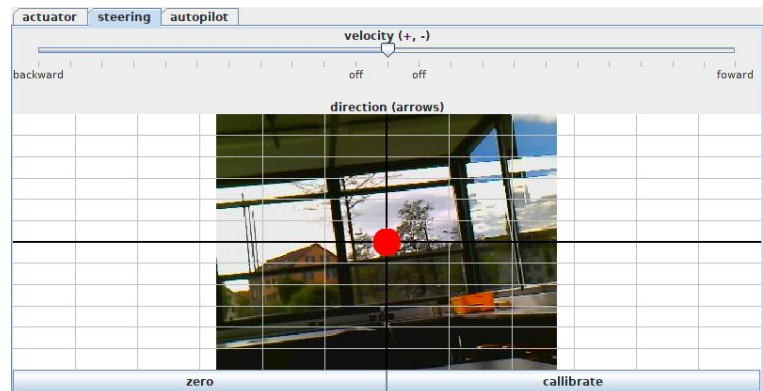 actuator steering autopilot
velocity (+, -)
backward off off foward
direction (arrows)
zero callibrate